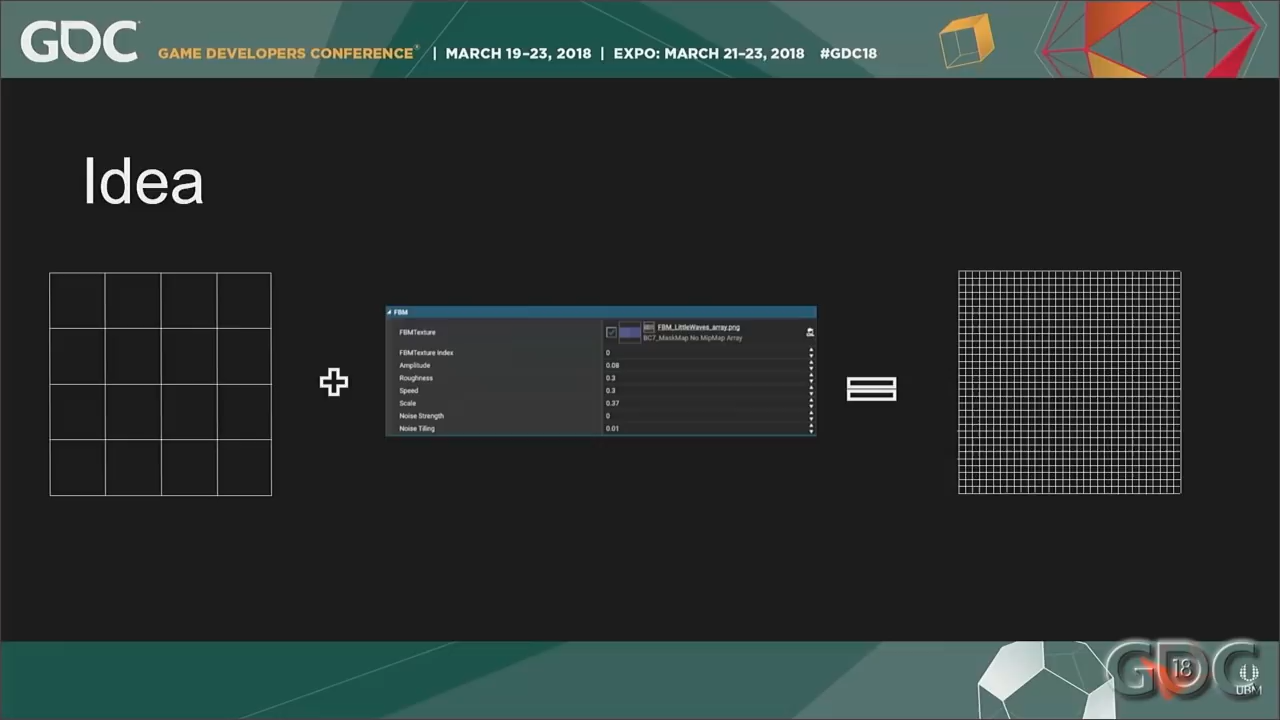 GDC GAME DEVELOPERS CONFERENCE® | MARCH 19–23, 2018 | EXPO: MARCH 21–23, 2018 #GDC18
Idea
FBM
FBMTexture
FBM_LittleWaves_array.png
BC7_MaskMap No MipMap Array
FBMTexture Index 0
Amplitude 0.08
Roughness 0.3
Speed 0.3
Scale 0.37
Noise Strength 0
Noise Tiling 0.01
GDC
18
UBM